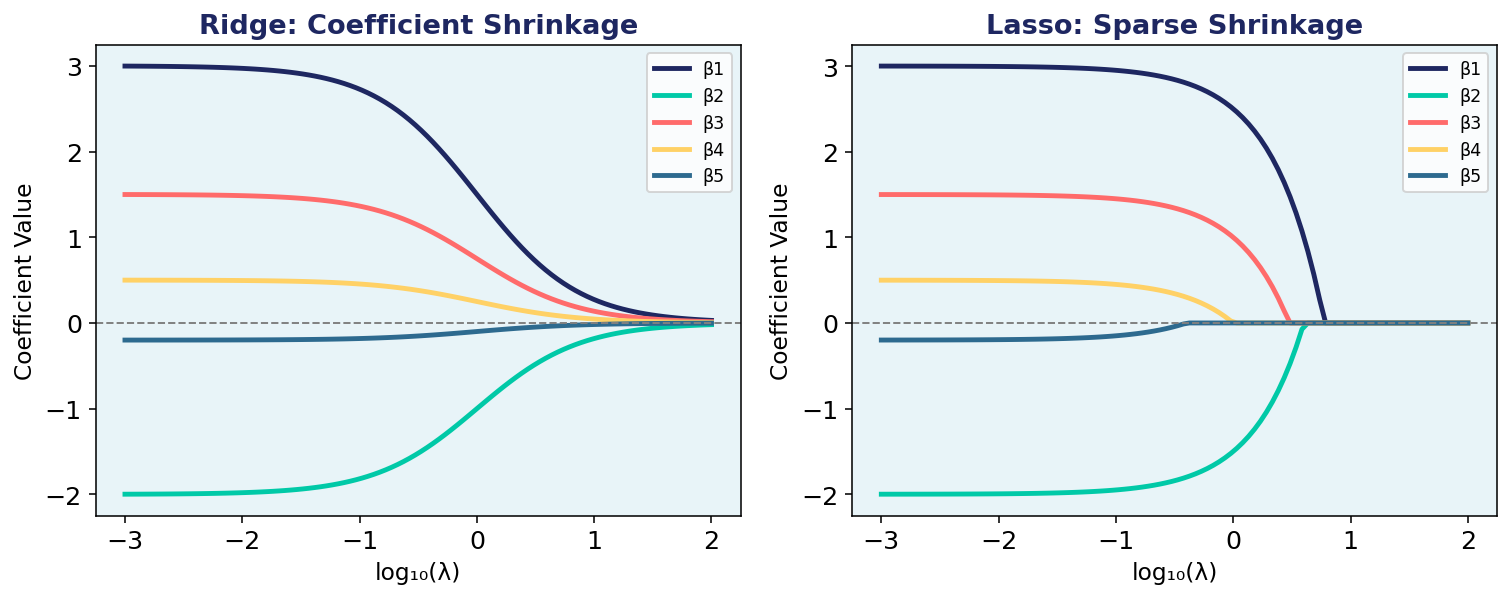 Ridge: Coefficient Shrinkage
3
2
1
0
−1
−2
Coefficient Value
−3
−2
−1
0
1
2
log₁₀(λ)
β1
β2
β3
β4
β5
Lasso: Sparse Shrinkage
3
2
1
0
−1
−2
Coefficient Value
−3
−2
−1
0
1
2
log₁₀(λ)
β1
β2
β3
β4
β5